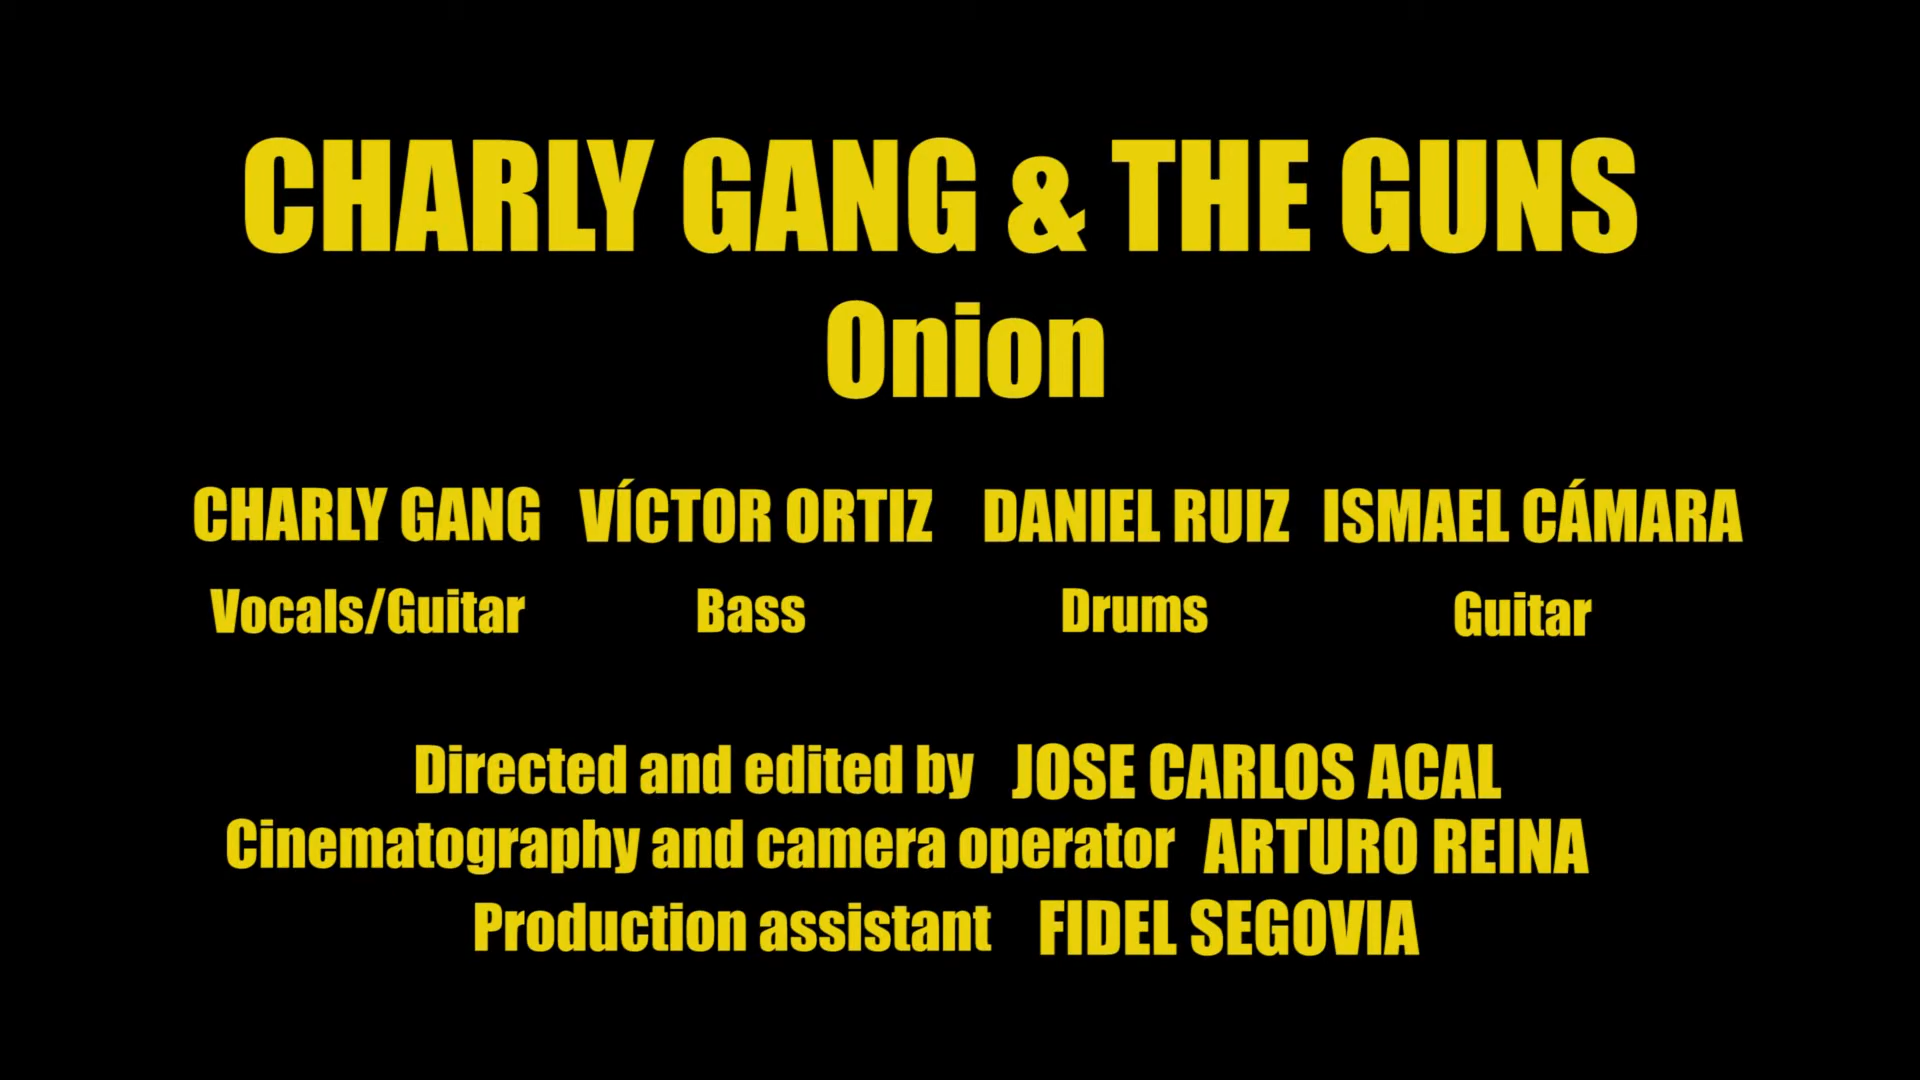 CHARLY GANG & THE GUNS
Onion
CHARLY GANG VÍCTOR ORTIZ DANIEL RUIZ ISMAEL CÁMARA
Vocals/Guitar Bass Drums Guitar
Directed and edited by JOSE CARLOS ACAL
Cinematography and camera operator ARTURO REINA
Production assistant FIDEL SEGOVIA